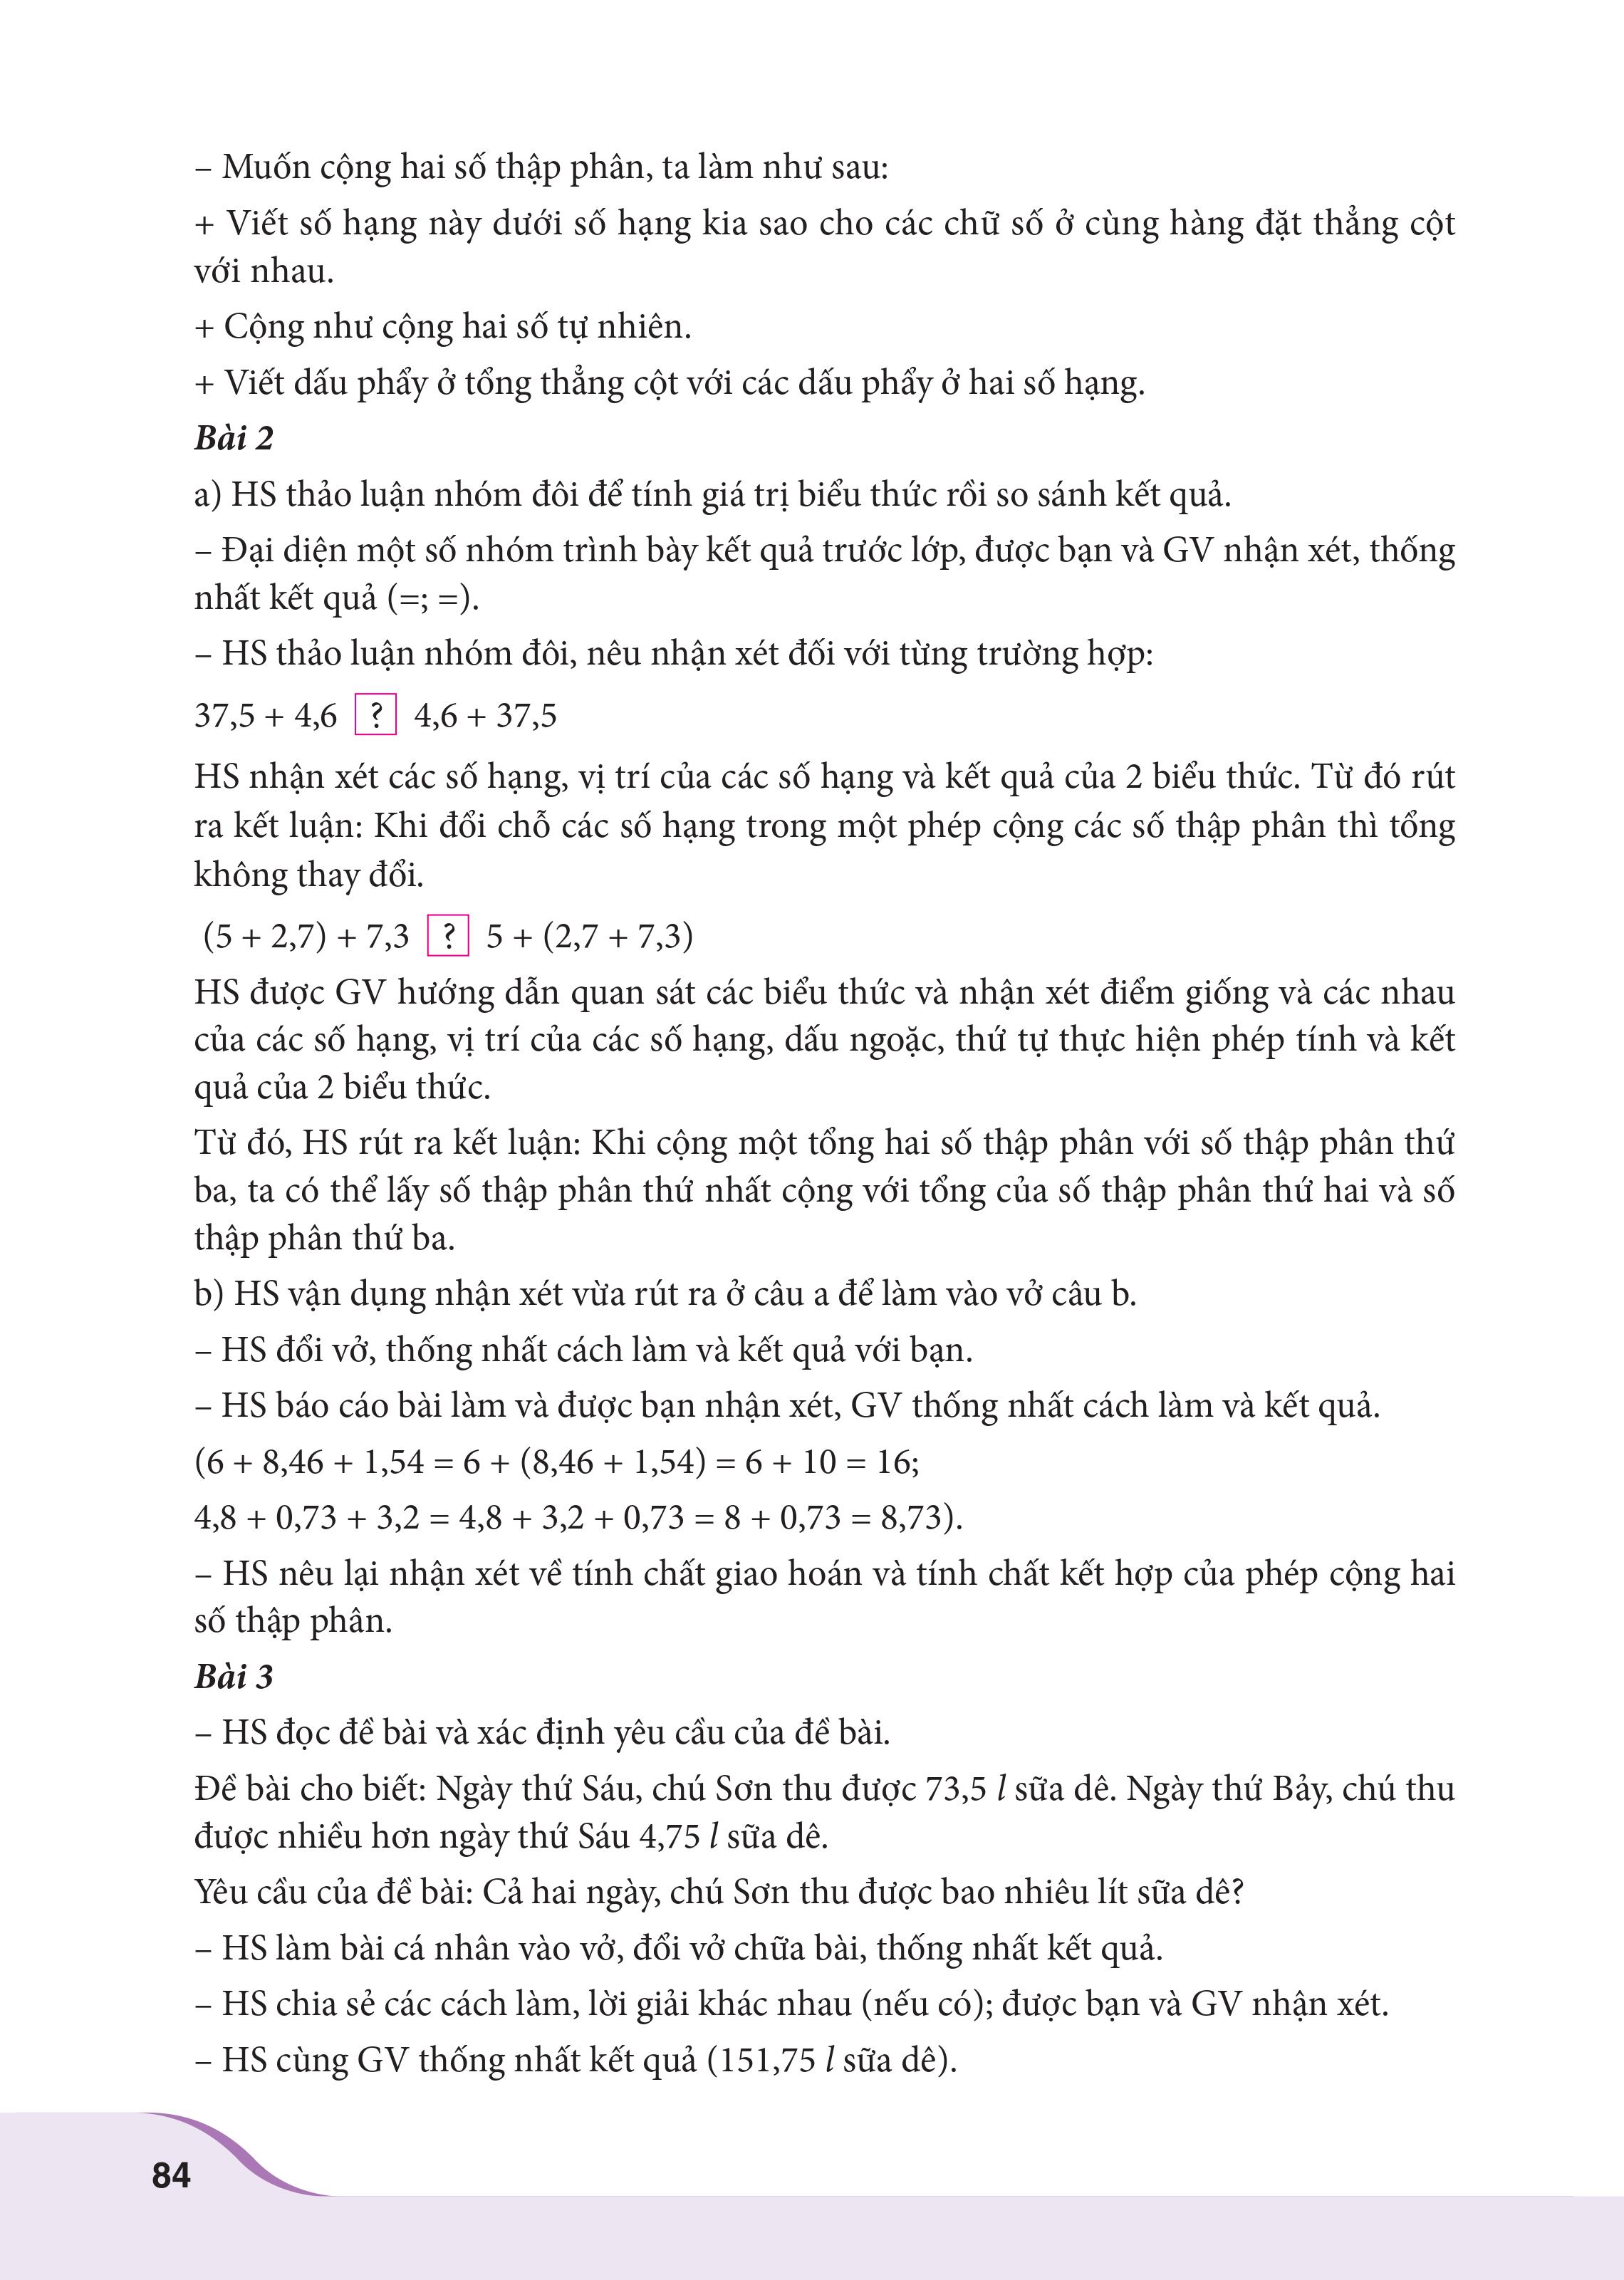 – Muốn cộng hai số thập phân, ta làm như sau:
+ Viết số hạng này dưới số hạng kia sao cho các chữ số ở cùng hàng đặt thẳng cột
với nhau.
+ Cộng như cộng hai số tự nhiên.
+ Viết dấu phẩy ở tổng thẳng cột với các dấu phẩy ở hai số hạng.
Bài 2
a) HS thảo luận nhóm đôi để tính giá trị biểu thức rồi so sánh kết quả.
– Đại diện một số nhóm trình bày kết quả trước lớp, được bạn và GV nhận xét, thống
nhất kết quả (=; =).
– HS thảo luận nhóm đôi, nêu nhận xét đối với từng trường hợp:
37,5 + 4,6 ? 4,6 + 37,5
HS nhận xét các số hạng, vị trí của các số hạng và kết quả của 2 biểu thức. Từ đó rút
ra kết luận: Khi đổi chỗ các số hạng trong một phép cộng các số thập phân thì tổng
không thay đổi.
(5 + 2,7) + 7,3 ? 5 + (2,7 + 7,3)
HS được GV hướng dẫn quan sát các biểu thức và nhận xét điểm giống và các nhau
của các số hạng, vị trí của các số hạng, dấu ngoặc, thứ tự thực hiện phép tính và kết
quả của 2 biểu thức.
Từ đó, HS rút ra kết luận: Khi cộng một tổng hai số thập phân với số thập phân thứ
ba, ta có thể lấy số thập phân thứ nhất cộng với tổng của số thập phân thứ hai và số
thập phân thứ ba.
b) HS vận dụng nhận xét vừa rút ra ở câu a để làm vào vở câu b.
– HS đổi vở, thống nhất cách làm và kết quả với bạn.
– HS báo cáo bài làm và được bạn nhận xét, GV thống nhất cách làm và kết quả.
(6 + 8,46 + 1,54 = 6 + (8,46 + 1,54) = 6 + 10 = 16;
4,8 + 0,73 + 3,2 = 4,8 + 3,2 + 0,73 = 8 + 0,73 = 8,73).
– HS nêu lại nhận xét về tính chất giao hoán và tính chất kết hợp của phép cộng hai
số thập phân.
Bài 3
– HS đọc đề bài và xác định yêu cầu của đề bài.
Đề bài cho biết: Ngày thứ Sáu, chú Sơn thu được 73,5 l sữa dê. Ngày thứ Bảy, chú thu
được nhiều hơn ngày thứ Sáu 4,75 l sữa dê.
Yêu cầu của đề bài: Cả hai ngày, chú Sơn thu được bao nhiêu lít sữa dê?
– HS làm bài cá nhân vào vở, đổi vở chữa bài, thống nhất kết quả.
– HS chia sẻ các cách làm, lời giải khác nhau (nếu có); được bạn và GV nhận xét.
– HS cùng GV thống nhất kết quả (151,75 l sữa dê).
84